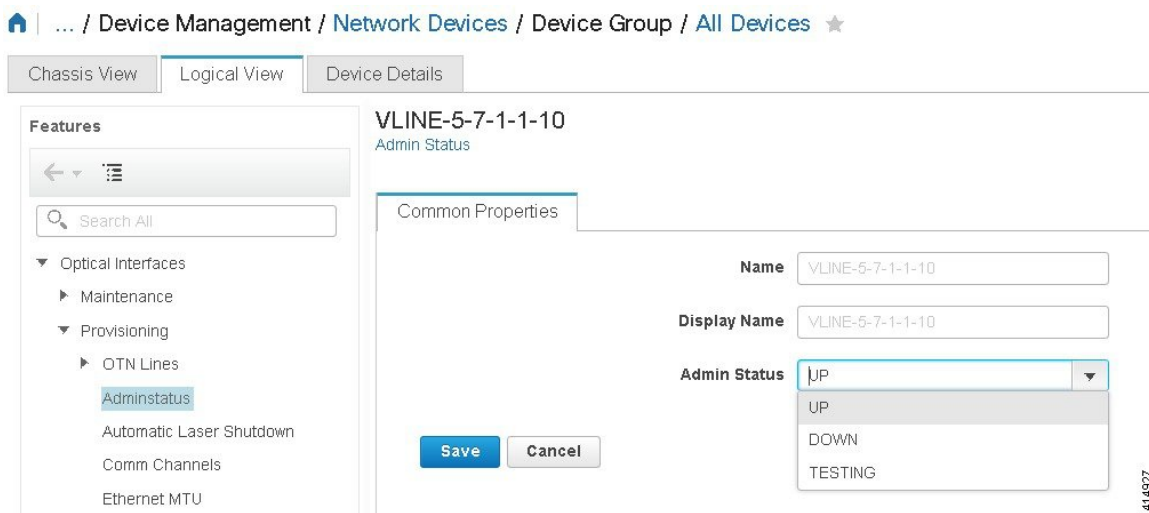 ... / Device Management / Network Devices / Device Group / All Devices
Chassis View
Logical View
Device Details
Features
Search All
Optical Interfaces
Maintenance
Provisioning
OTN Lines
Adminstatus
Automatic Laser Shutdown
Comm Channels
Ethernet MTU
VLINE-5-7-1-1-10
Admin Status
Common Properties
Name VLINE-5-7-1-1-10
Display Name VLINE-5-7-1-1-10
Admin Status UP
UP
DOWN
TESTING
Save Cancel
414927